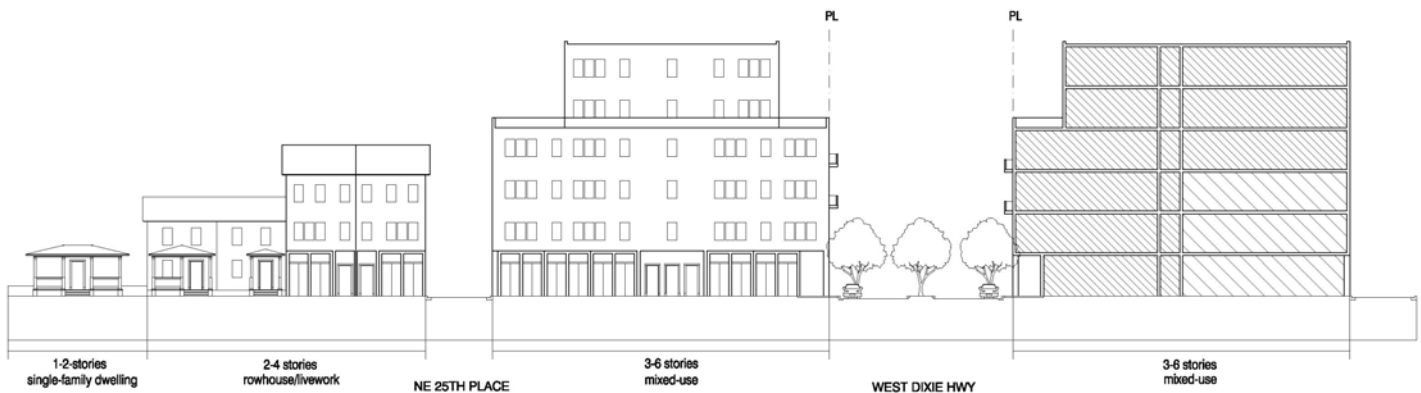 PL
PL
1-2-stories
single-family dwelling
2-4 stories
rowhouse/livework
NE 25TH PLACE
3-6 stories
mixed-use
WEST DIXIE HWY
3-6 stories
mixed-use